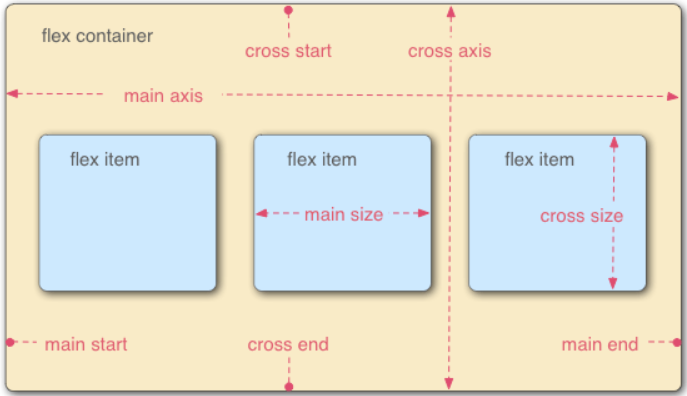 flex container
cross start
cross axis
main axis
flex item
flex item
flex item
main size
cross size
main start
cross end
main end